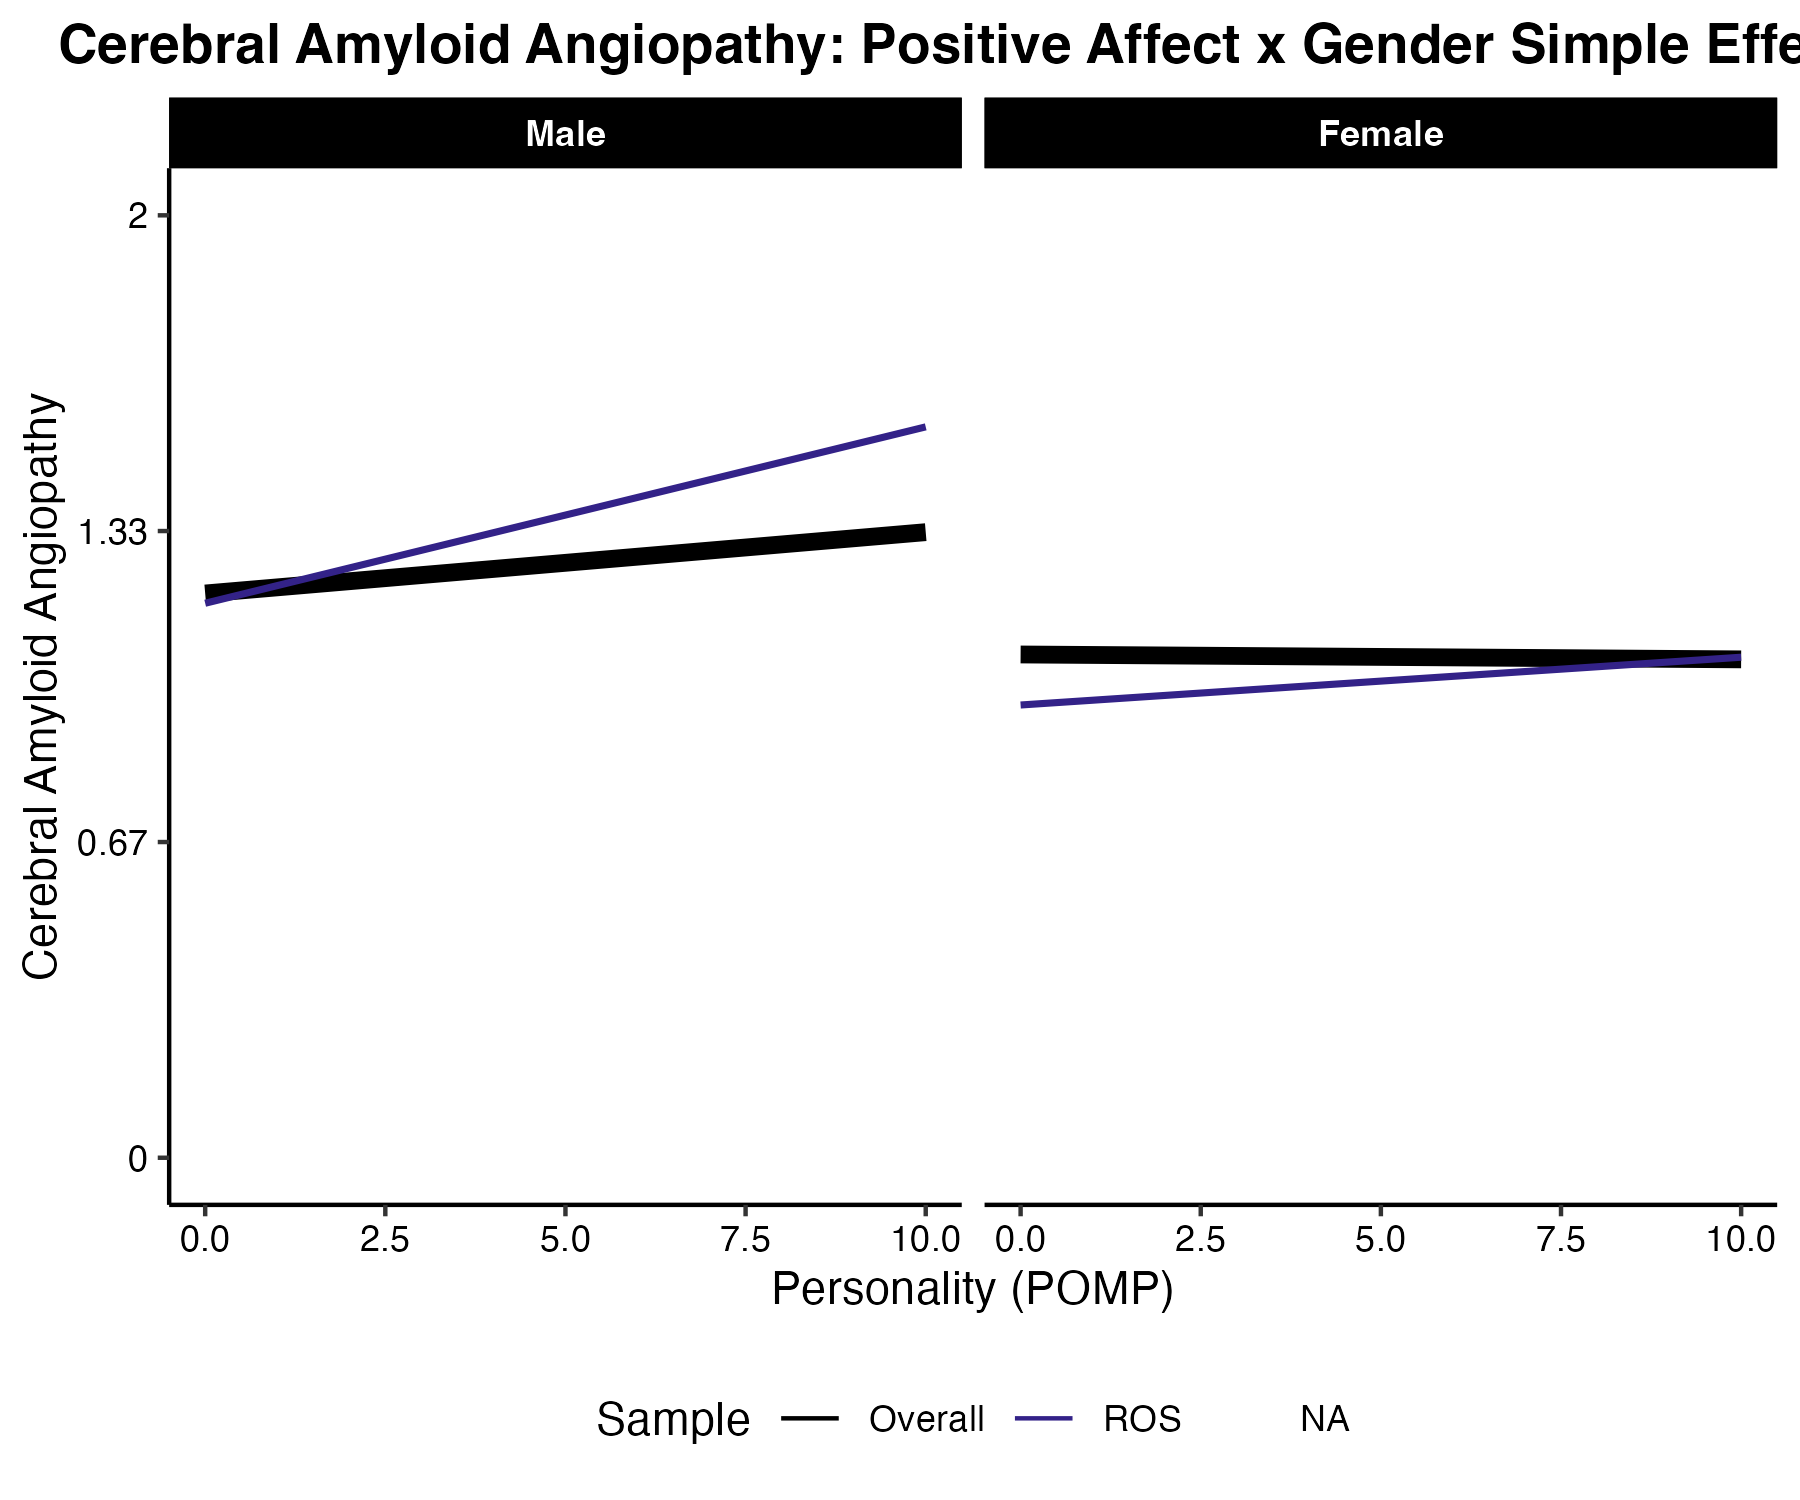 Cerebral Amyloid Angiopathy: Positive Affect x Gender Simple Effe
Male
Female
Cerebral Amyloid Angiopathy
2
1.33
0.67
0
0.0 2.5 5.0 7.5 10.0 0.0 2.5 5.0 7.5 10.0
Personality (POMP)
Sample Overall ROS NA